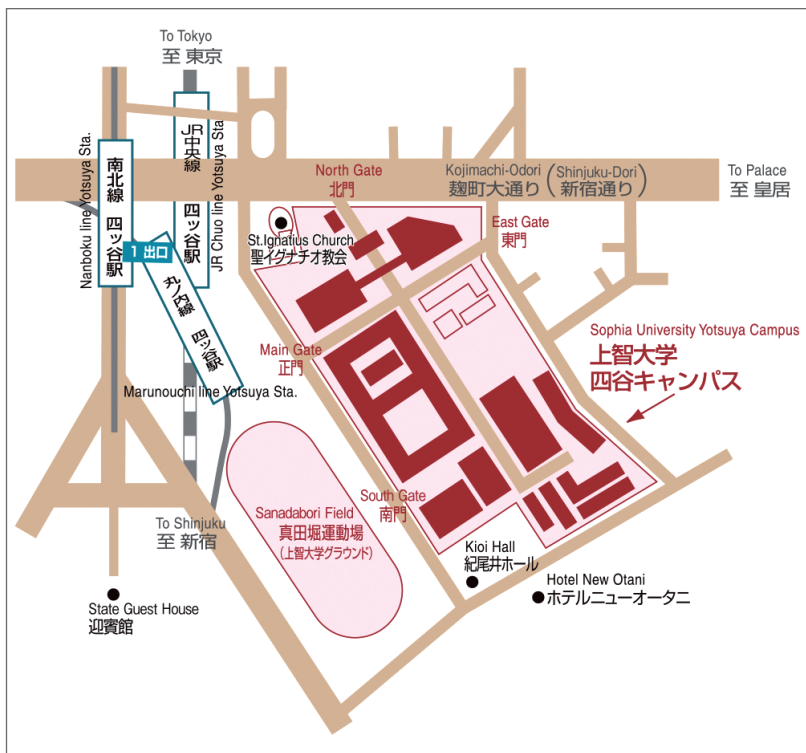 To Tokyo
至 東京
Nanboku line Yotsuya Sta.
南北線 四ッ谷駅
JR中央線 四ッ谷駅
JR Chuo line Yotsuya Sta.
North Gate
北門
Kojimachi-Odori (Shinjuku-Dori)
麹町大通り(新宿通り)
To Palace
至 皇居
St.Ignatius Church
聖イグナチオ教会
East Gate
東門
1 出口
丸ノ内線 四ッ谷駅
Marunouchi line Yotsuya Sta.
Main Gate
正門
Sophia University Yotsuya Campus
上智大学
四谷キャンパス
South Gate
南門
Sanadabori Field
真田堀運動場
(上智大学グラウンド)
To Shinjuku
至 新宿
Kioi Hall
紀尾井ホール
Hotel New Otani
ホテルニューオータニ
State Guest House
迎賓館